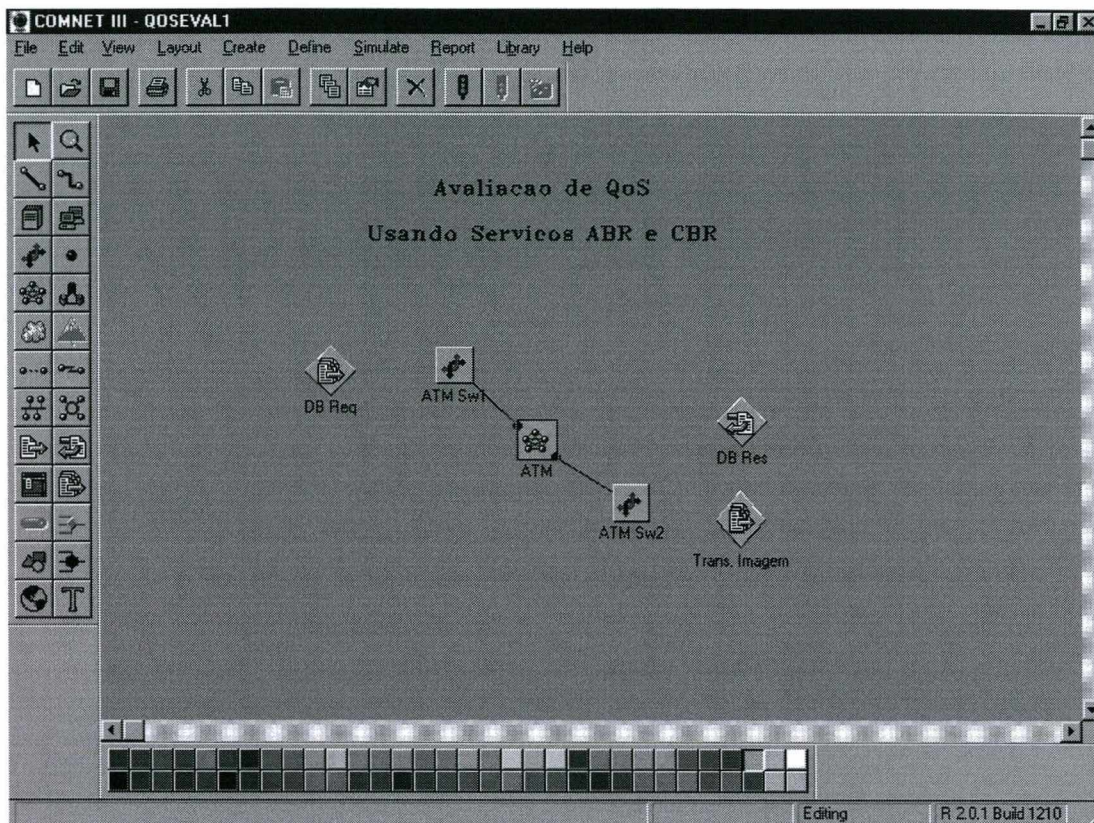 COMNET III - QOSEVAL1
File Edit View Layout Create Define Simulate Report Library Help
Avaliacao de QoS
Usando Servicos ABR e CBR
DB Req
ATM Sw1
ATM
DB Res
ATM Sw2
Trans. Imagem
Editing
R 2.0.1 Build 1210